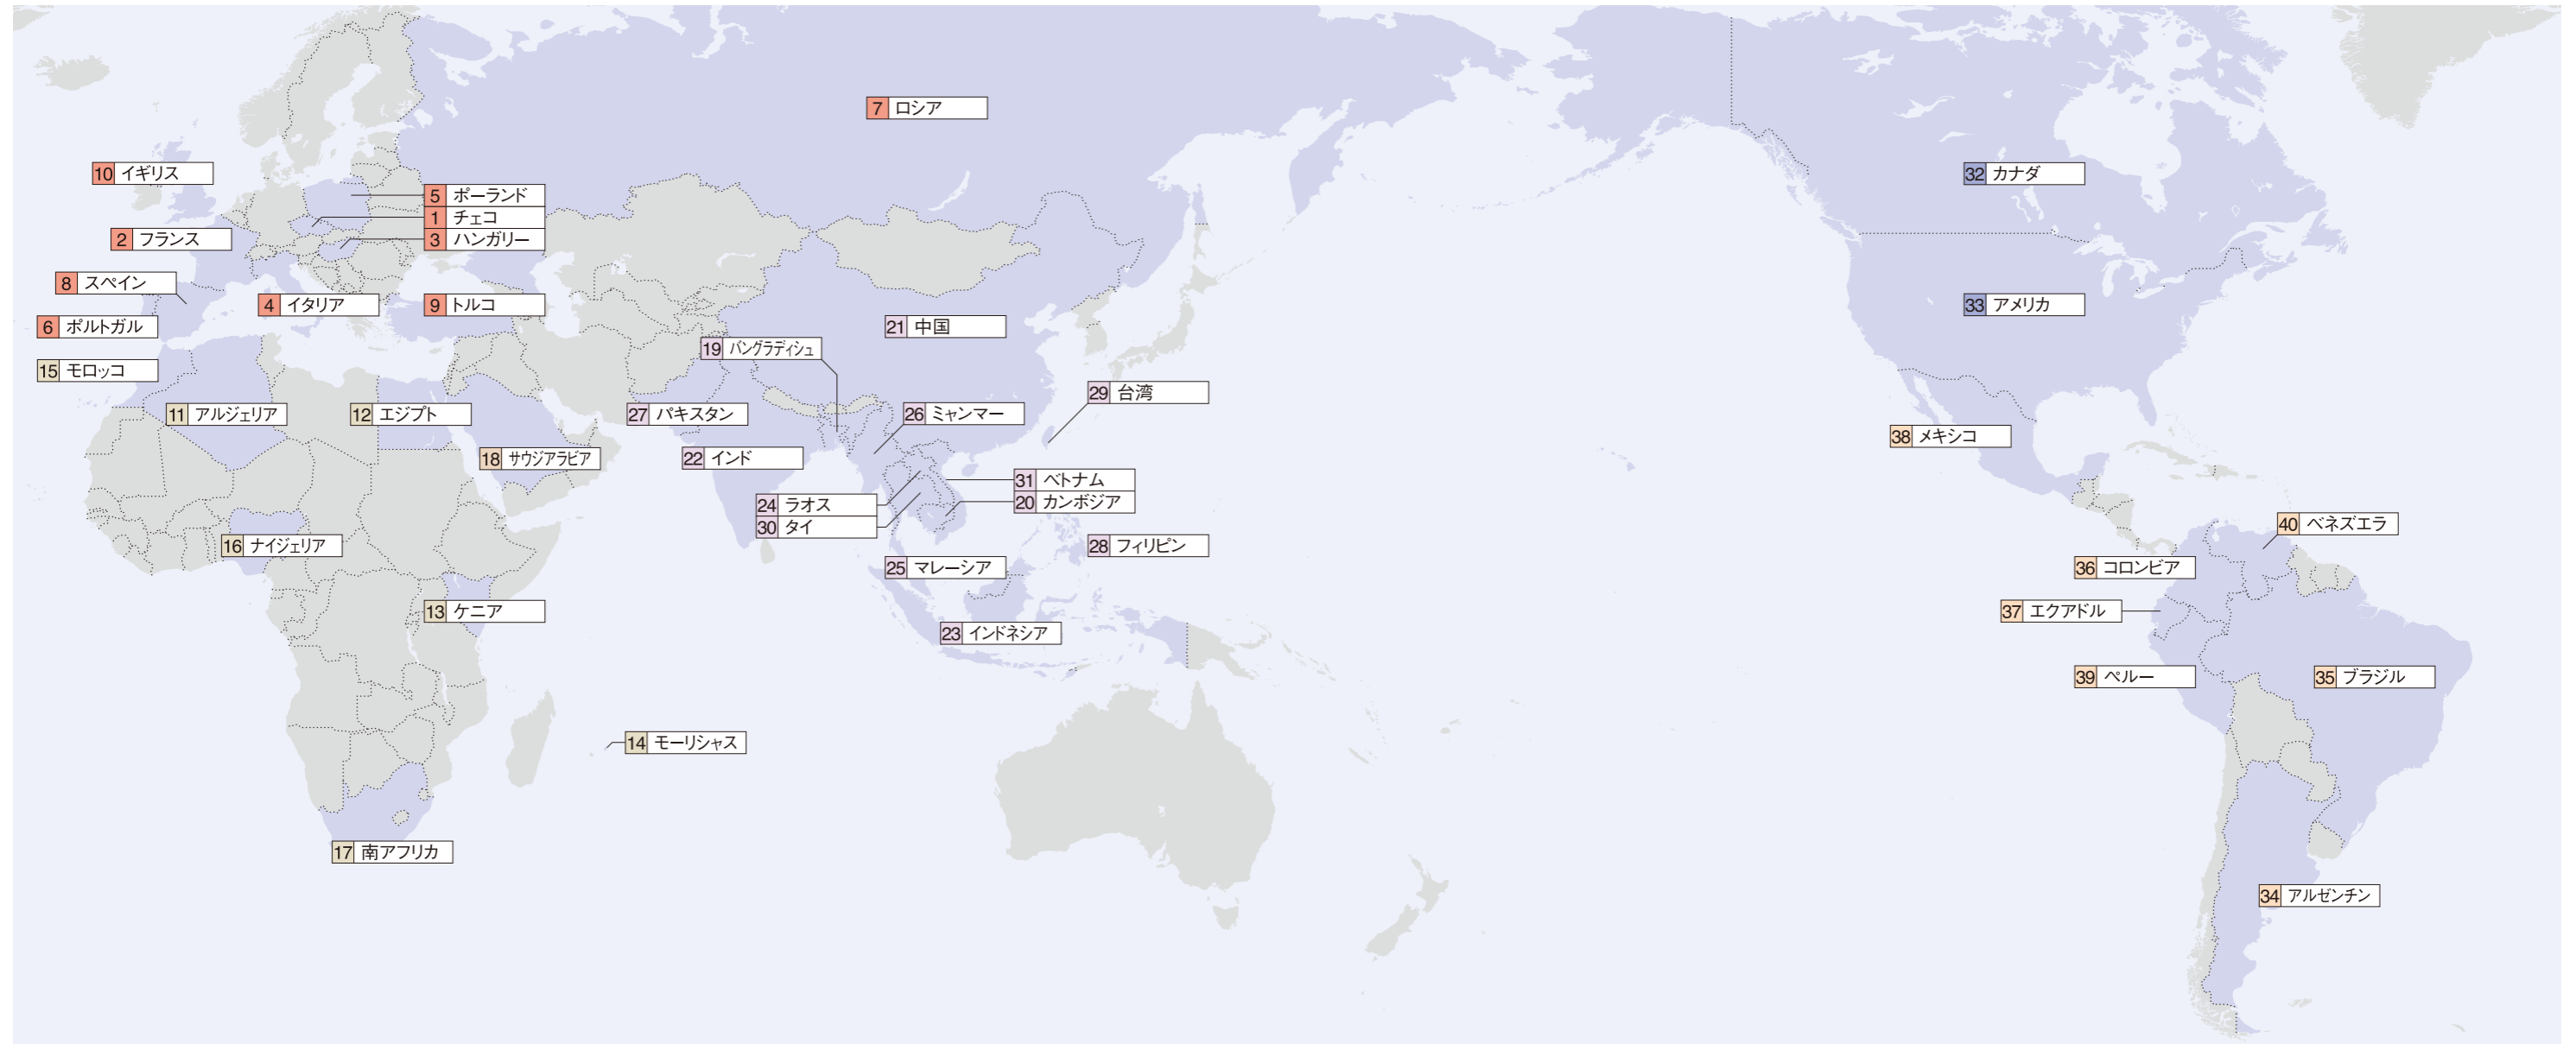 7 ロシア
10 イギリス
32 カナダ
5 ポーランド
1 チェコ
3 ハンガリー
2 フランス
8 スペイン
4 イタリア
9 トルコ
33 アメリカ
6 ポルトガル
21 中国
19 バングラディシュ
15 モロッコ
29 台湾
11 アルジェリア
12 エジプト
27 パキスタン
26 ミャンマー
38 メキシコ
18 サウジアラビア
22 インド
31 ベトナム
20 カンボジア
24 ラオス
30 タイ
40 ベネズエラ
16 ナイジェリア
28 フィリピン
25 マレーシア
36 コロンビア
13 ケニア
37 エクアドル
23 インドネシア
39 ペルー
35 ブラジル
14 モーリシャス
17 南アフリカ
34 アルゼンチン